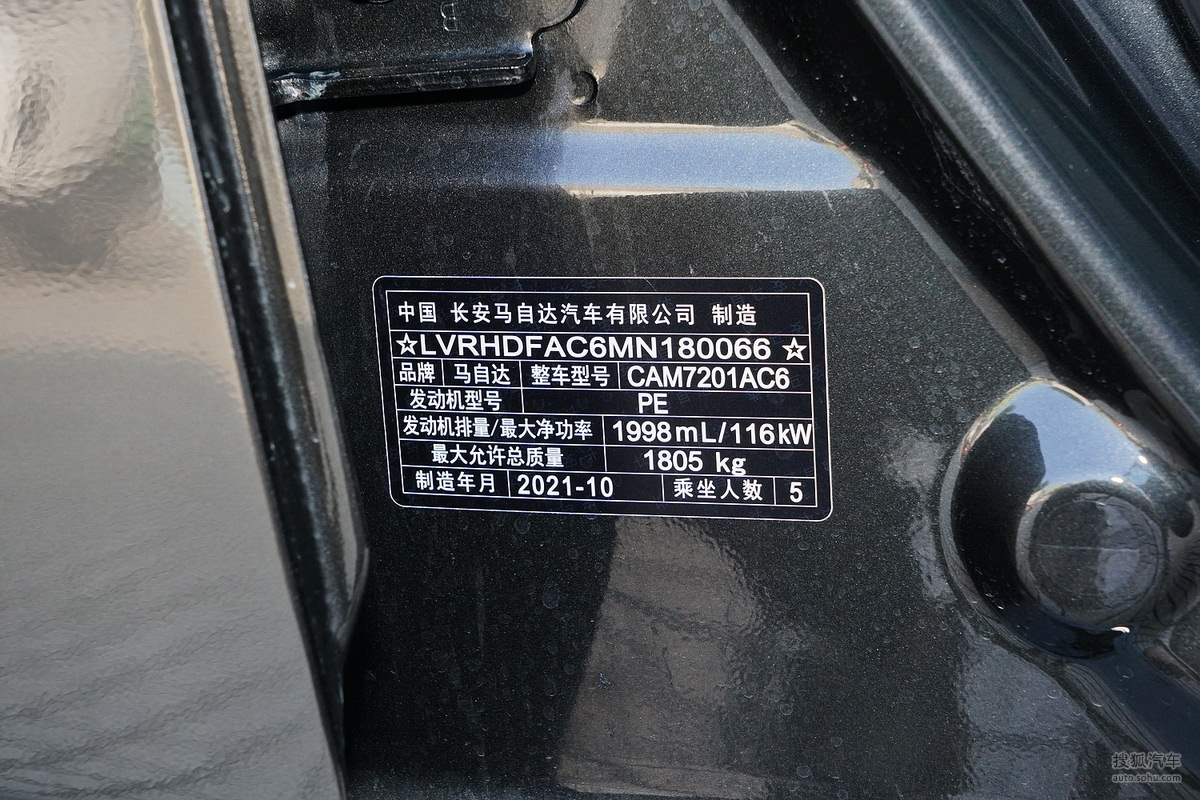 B
中国 长安马自达汽车有限公司 制造
☆LVRHDFAC6MN180066☆
品牌 马自达 整车型号 CAM7201AC6
发动机型号 PE
发动机排量/最大净功率 1998mL/116kW
最大允许总质量 1805 kg
制造年月 2021-10 乘坐人数 5
搜狐汽车
auto.sohu.com